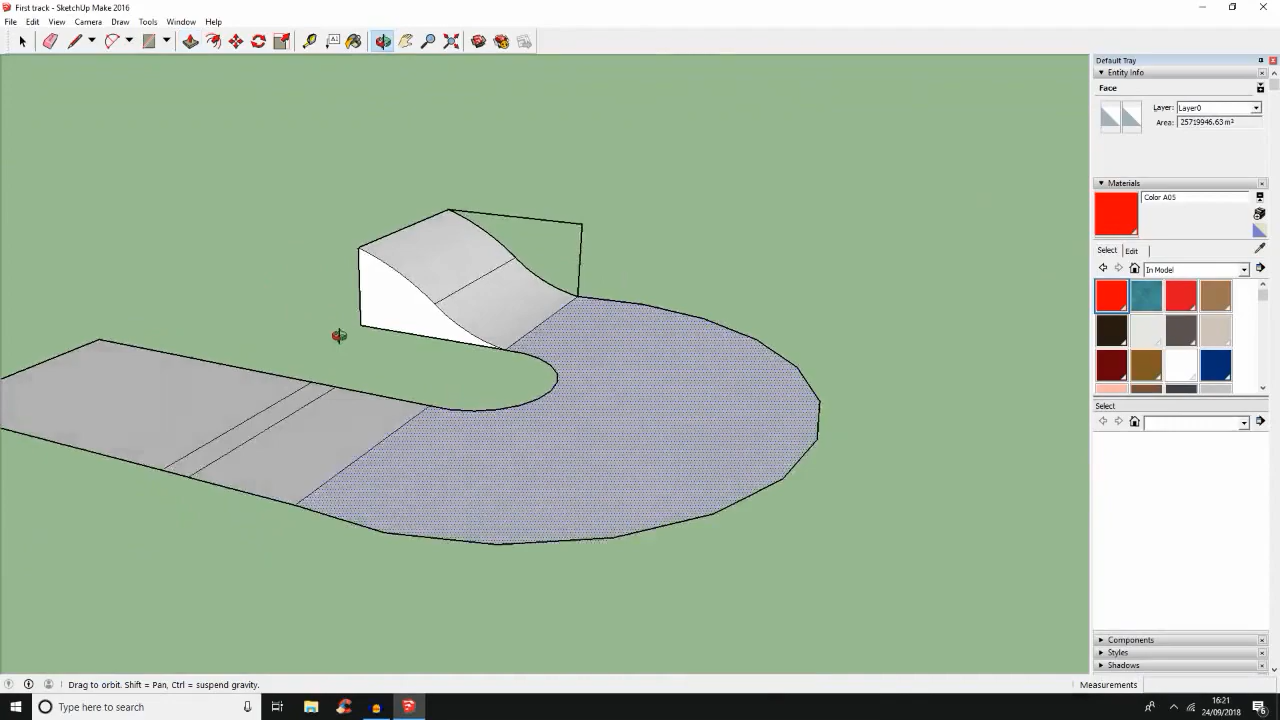 First track - SketchUp Make 2016
File Edit View Camera Draw Tools Window Help
Default Tray
Entity Info
Face
Layer: Layer0
Area: 25719946.63 m²
Materials
Color A05
Select Edit
In Model
Select
Components
Styles
Shadows
Drag to orbit. Shift = Pan, Ctrl = suspend gravity.
Measurements
Type here to search
16:21
24/09/2018
6